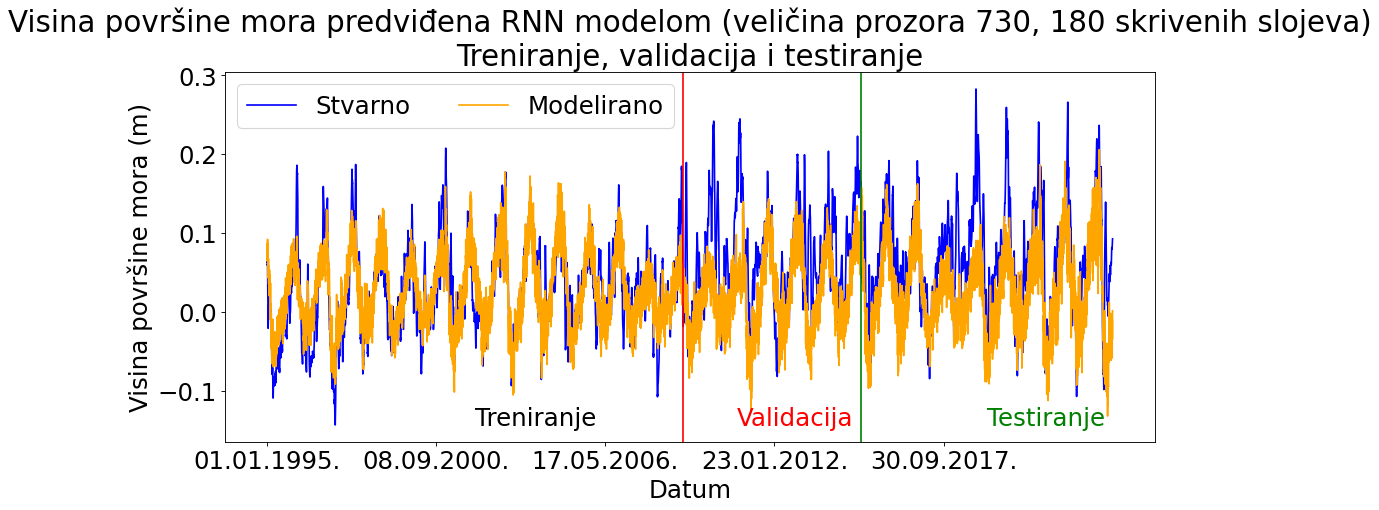 Visina površine mora predviđena RNN modelom (veličina prozora 730, 180 skrivenih slojeva)
Treniranje, validacija i testiranje
Stvarno
Modelirano
Visina površine mora (m)
0.3
0.2
0.1
0.0
−0.1
Treniranje
Validacija
Testiranje
01.01.1995.
08.09.2000.
17.05.2006.
23.01.2012.
30.09.2017.
Datum